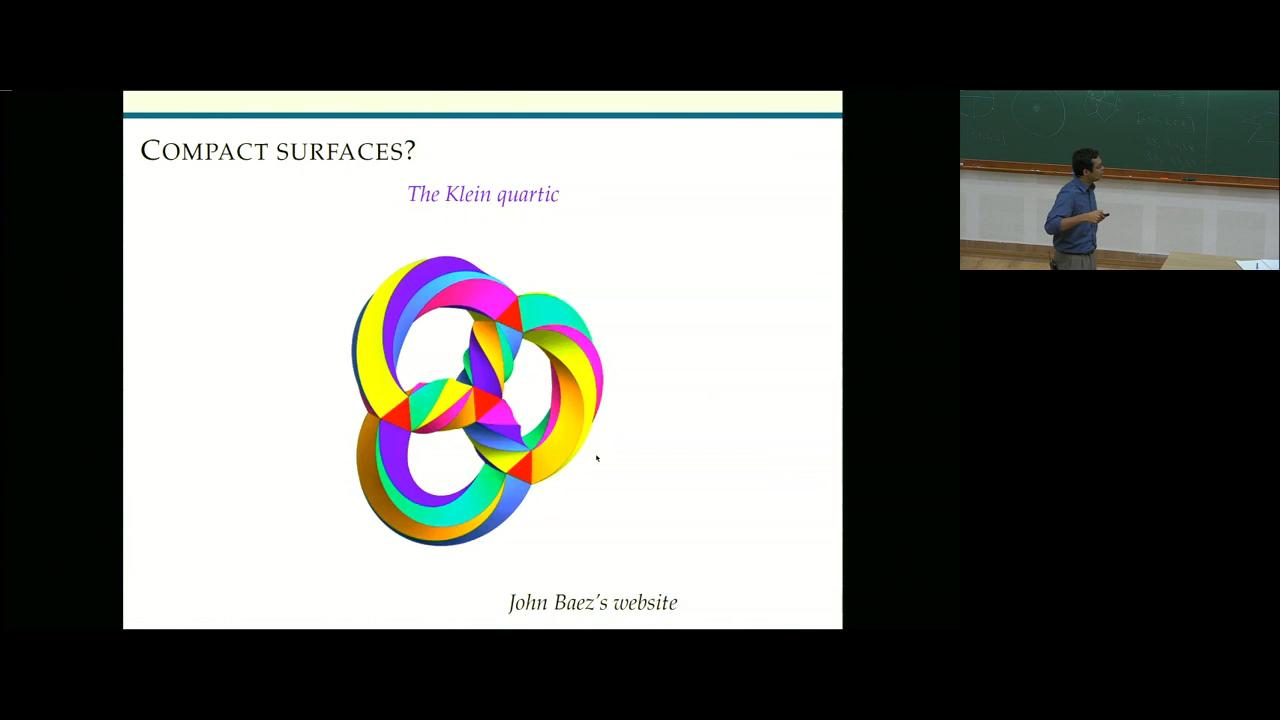 COMPACT SURFACES?
The Klein quartic
John Baez's website